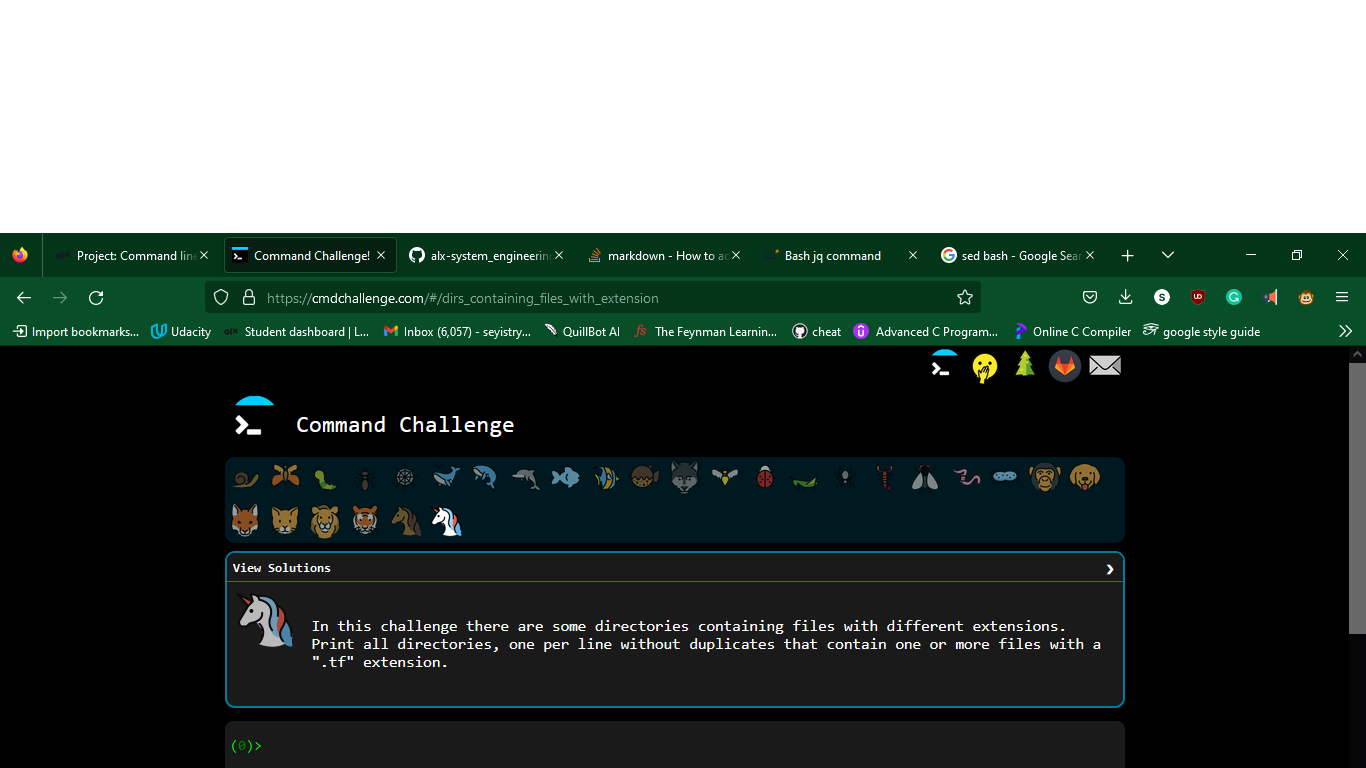 Project: Command line
Command Challenge!
alx-system_engineering
markdown - How to ad
Bash jq command
sed bash - Google Sear
https://cmdchallenge.com/#/dirs_containing_files_with_extension
Import bookmarks...
Udacity
Student dashboard | L...
Inbox (6,057) - seyistry...
QuillBot AI
The Feynman Learnin...
cheat
Advanced C Program...
Online C Compiler
google style guide
Command Challenge
View Solutions
In this challenge there are some directories containing files with different extensions.
Print all directories, one per line without duplicates that contain one or more files with a
".tf" extension.
(0)>